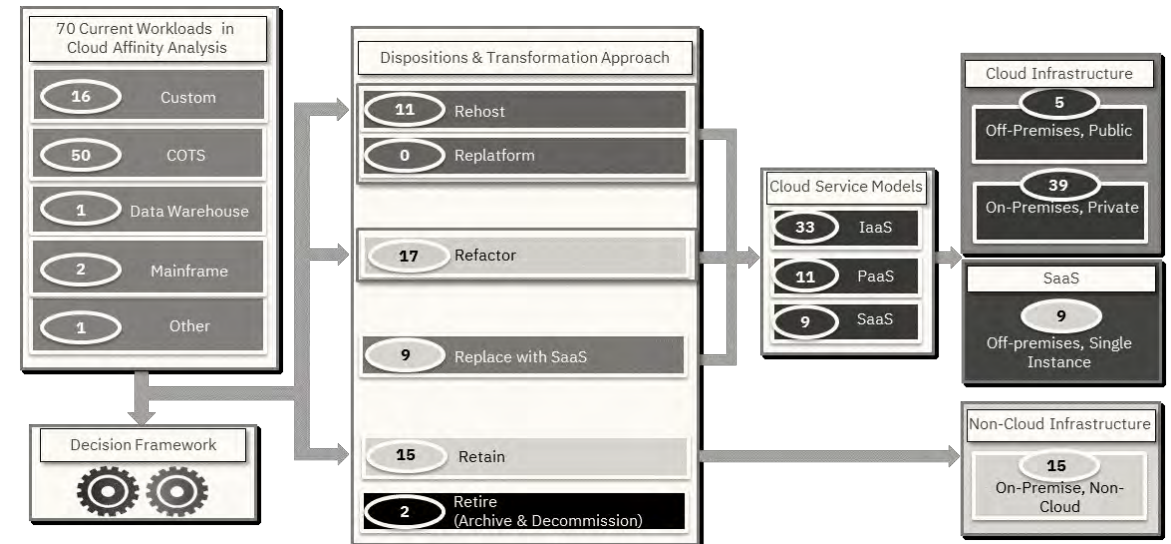 70 Current Workloads in
Cloud Affinity Analysis
16 Custom
50 COTS
1 Data Warehouse
2 Mainframe
1 Other
Decision Framework
Dispositions & Transformation Approach
11 Rehost
0 Replatform
17 Refactor
9 Replace with SaaS
15 Retain
2 Retire
(Archive & Decommission)
Cloud Service Models
33 IaaS
11 PaaS
9 SaaS
Cloud Infrastructure
5
Off-Premises, Public
39
On-Premises, Private
SaaS
9
Off-premises, Single
Instance
Non-Cloud Infrastructure
15
On-Premise, Non-
Cloud